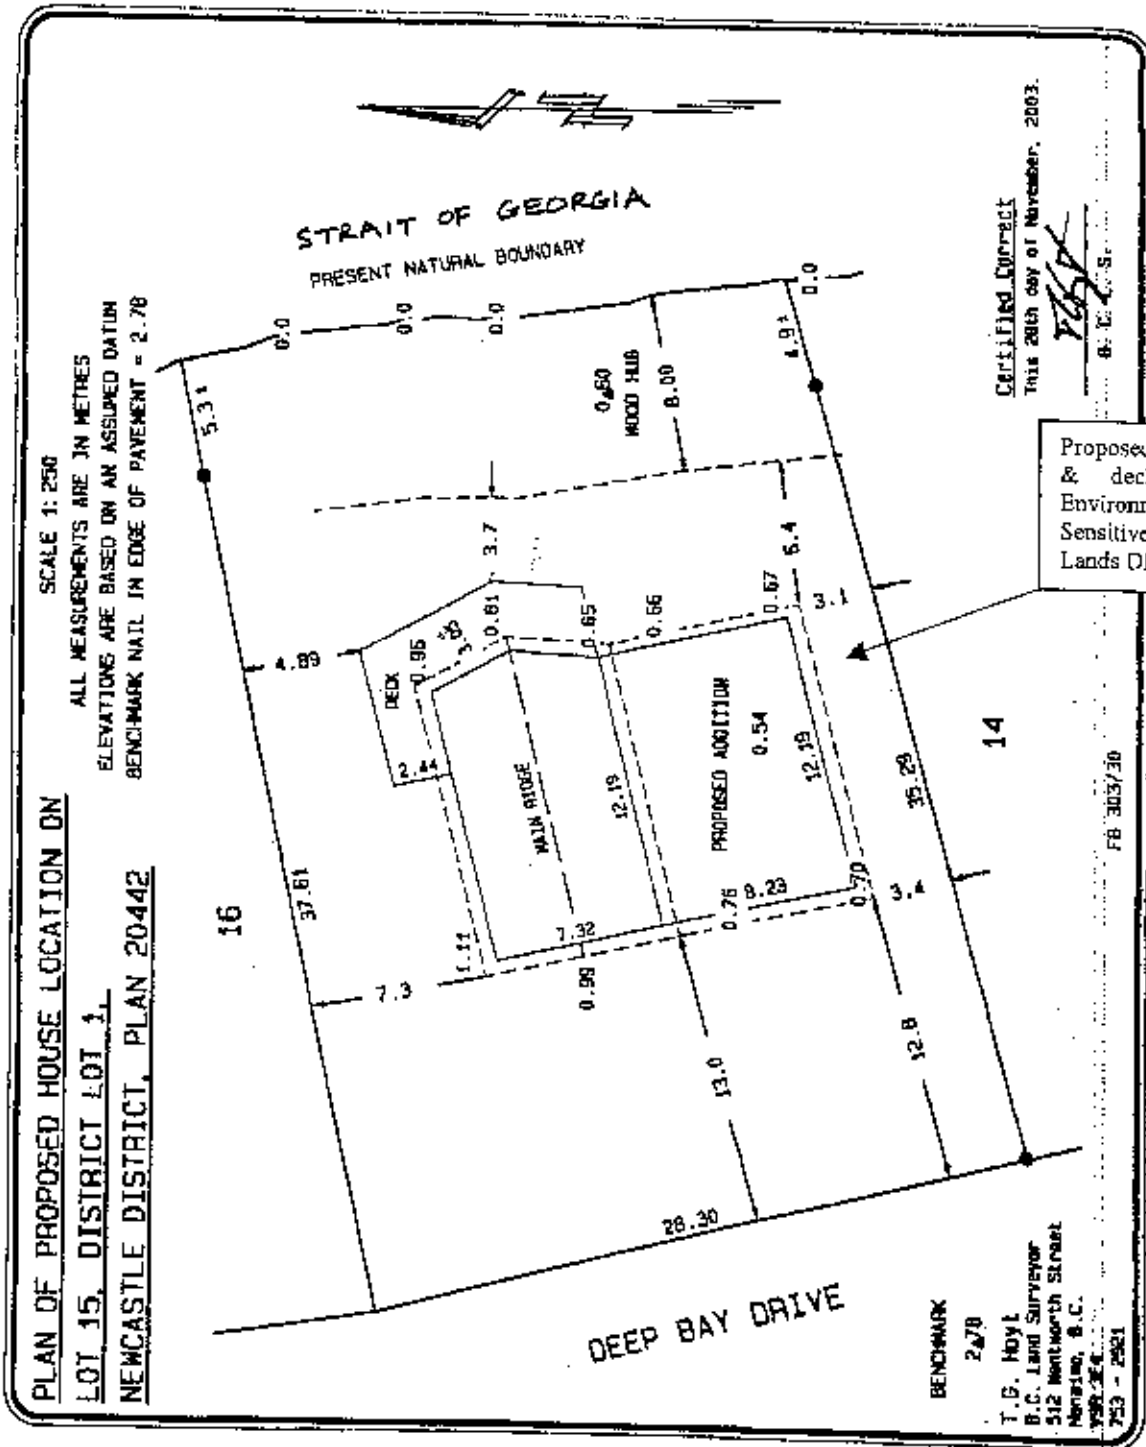 PLAN OF PROPOSED HOUSE LOCATION ON
LOT 15, DISTRICT LOT 1,
NEWCASTLE DISTRICT, PLAN 20442
SCALE 1:250
ALL MEASUREMENTS ARE IN METRES
ELEVATIONS ARE BASED ON AN ASSUMED DATUM
BENCHMARK NAIL IN EDGE OF PAVEMENT = 2.78
STRAIT OF GEORGIA
PRESENT NATURAL BOUNDARY
0.0
0.0
0.0
0.0
5.3±
4.9±
16
37.61
4.89
7.3
1.11
DECK
2.44
0.96
0.81
3.7
0.60
WOOD HUB
8.00
MAIN RIDGE
7.32
0.99
12.19
0.65
0.66
0.67
6.4
3.1
PROPOSED ADDITION
0.54
12.19
0.76
8.23
0.70
3.4
13.0
12.8
35.29
14
28.30
DEEP BAY DRIVE
BENCHMARK
2.78
T.G. Hoyt
B.C. Land Surveyor
512 Wentworth Street
Nanaimo, B.C.
753 - 2921
FB 303/30
Certified Correct
This 28th day of November, 2003.
B.C.L.S.
Proposed
&
Sensitive
Lands